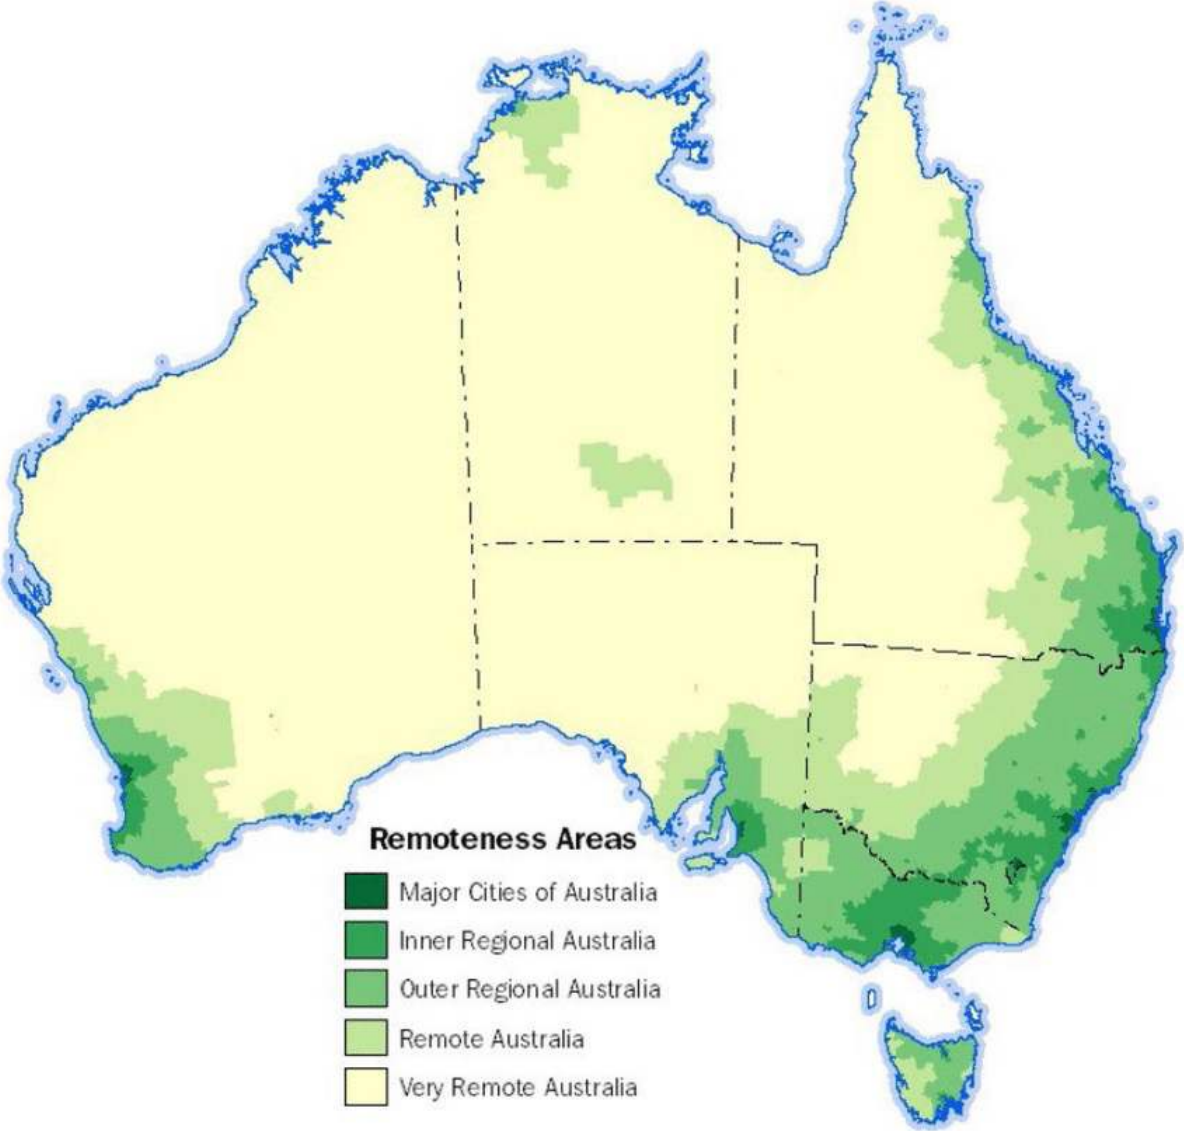 Remoteness Areas
Major Cities of Australia
Inner Regional Australia
Outer Regional Australia
Remote Australia
Very Remote Australia